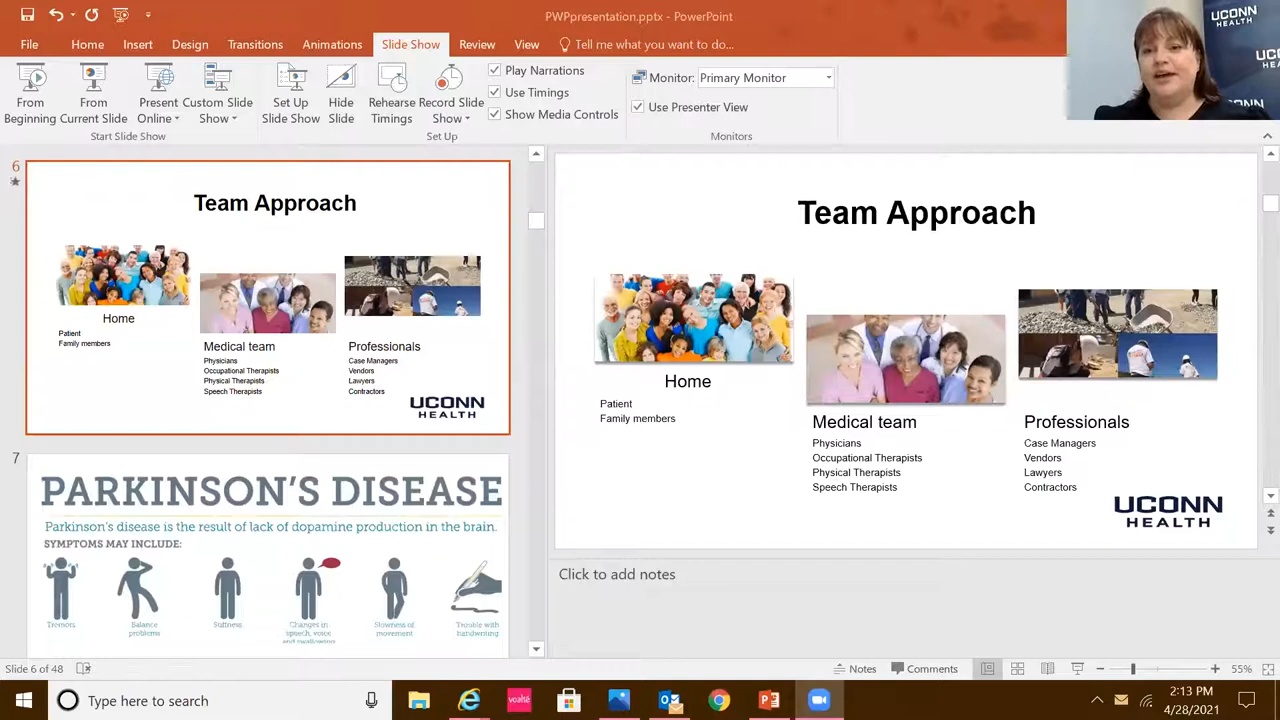 PWPpresentation.pptx - PowerPoint
File Home Insert Design Transitions Animations Slide Show Review View Tell me what you want to do...
From Beginning
From Current Slide
Present Online
Custom Slide Show
Start Slide Show
Set Up Slide Show
Hide Slide
Rehearse Timings
Record Slide Show
Play Narrations
Use Timings
Show Media Controls
Set Up
Monitor: Primary Monitor
Use Presenter View
Monitors
UCONN
HEALTH
6
Team Approach
Home
Patient
Family members
Medical team
Physicians
Occupational Therapists
Physical Therapists
Speech Therapists
Professionals
Case Managers
Vendors
Lawyers
Contractors
UCONN
HEALTH
7
PARKINSON'S DISEASE
Parkinson's disease is the result of lack of dopamine production in the brain.
SYMPTOMS MAY INCLUDE:
Tremors
Balance
problems
Stiffness
Changes in
speech, voice
and swallowing
Slowness of
movement
Trouble with
handwriting
Team Approach
Home
Patient
Family members
Medical team
Physicians
Occupational Therapists
Physical Therapists
Speech Therapists
Professionals
Case Managers
Vendors
Lawyers
Contractors
UCONN
HEALTH
Click to add notes
Slide 6 of 48
Notes Comments 55%
Type here to search
voalte
2:13 PM
4/28/2021